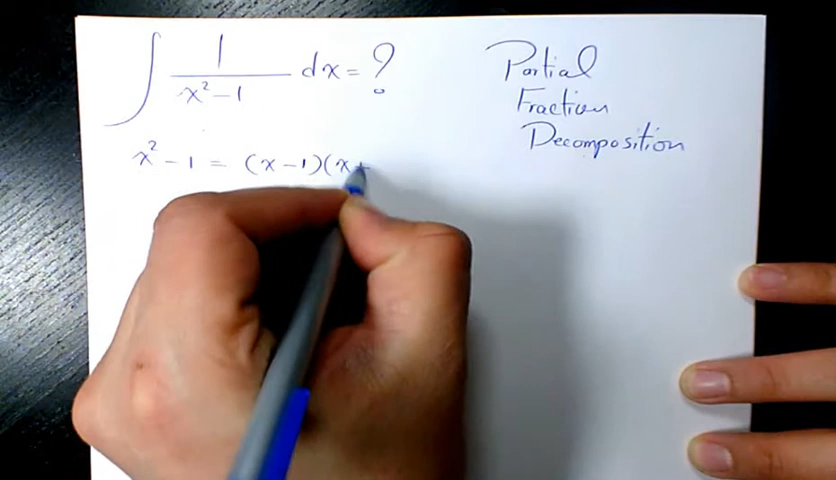 ∫ 1/(x² - 1) dx = ?
Partial
Fraction
Decomposition
x² - 1 = (x - 1)(x +